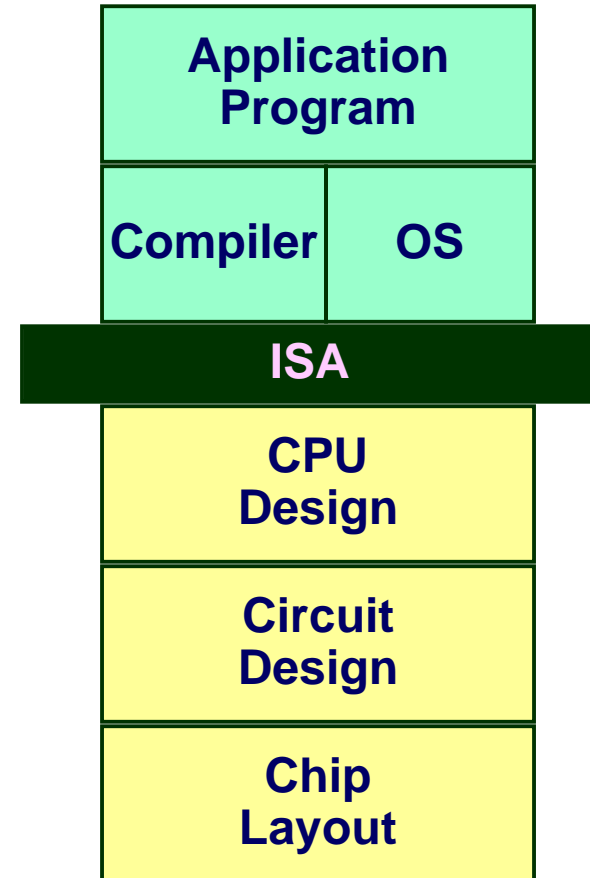 Application
Program
Compiler OS
ISA
CPU
Design
Circuit
Design
Chip
Layout